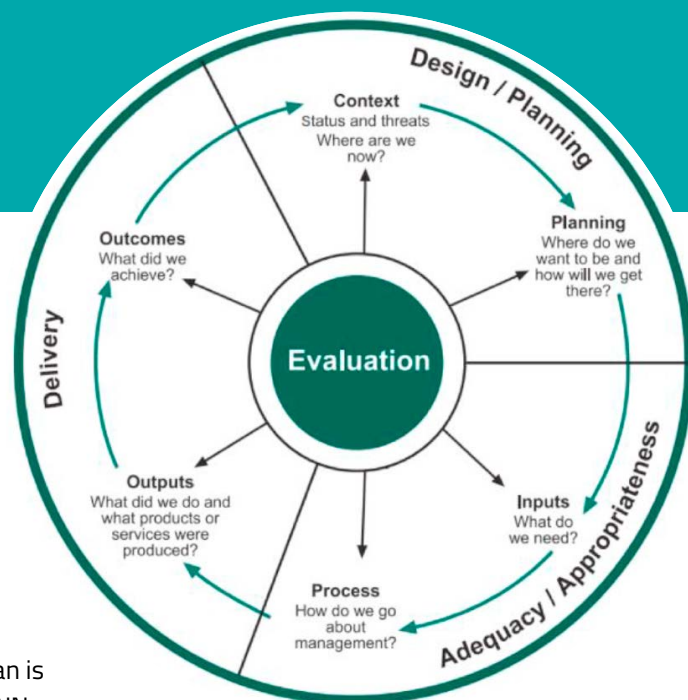 Design / Planning
Context
Status and threats
Where are we
now?
Planning
Where do we
want to be and
how will we get
there?
Outcomes
What did we
achieve?
Delivery
Evaluation
Outputs
What did we do and
what products or
services were
produced?
Inputs
What do
we need?
Process
How do we go
about
management?
Adequacy / Appropriateness
an is